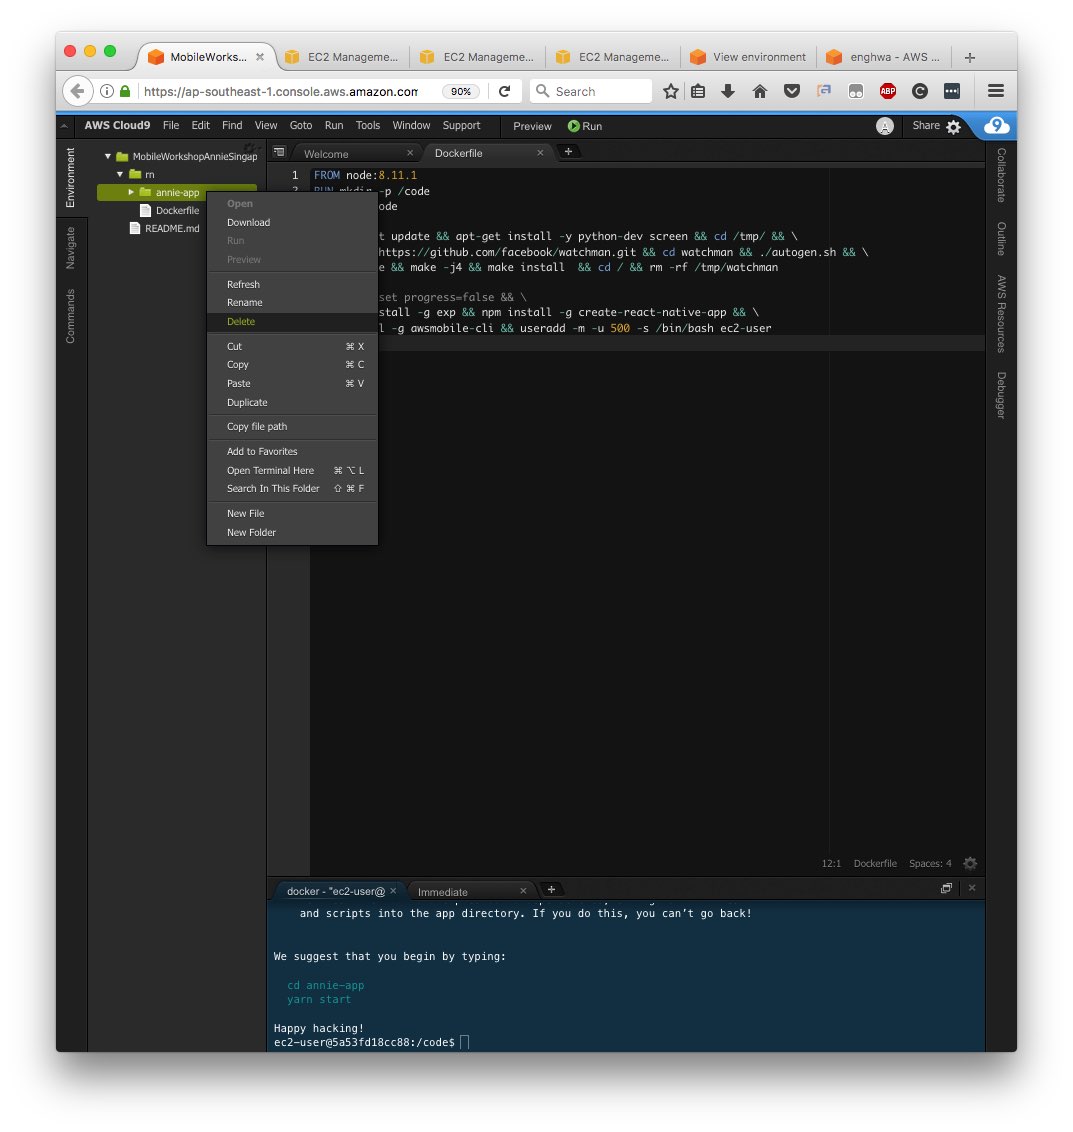 MobileWorks...
EC2 Manageme...
EC2 Manageme...
EC2 Manageme...
View environment
enghwa - AWS ...
https://ap-southeast-1.console.aws.amazon.com
90%
Search
ABP
AWS Cloud9 File Edit Find View Goto Run Tools Window Support Preview Run
Share
9
Environment
Navigate
Commands
MobileWorkshopAnnieSingap
rn
annie-app
Dockerfile
README.md
Open
Download
Run
Preview
Refresh
Rename
Delete
Cut ⌘ X
Copy ⌘ C
Paste ⌘ V
Duplicate
Copy file path
Add to Favorites
Open Terminal Here ⌘ ⌥ L
Search In This Folder ⇧ ⌘ F
New File
New Folder
Welcome
Dockerfile
1 FROM node:8.11.1
2 RUN mkdir -p /code
ode
t update && apt-get install -y python-dev screen && cd /tmp/ && \
https://github.com/facebook/watchman.git && cd watchman && ./autogen.sh && \
e && make -j4 && make install && cd / && rm -rf /tmp/watchman
set progress=false && \
stall -g exp && npm install -g create-react-native-app && \
l -g awsmobile-cli && useradd -m -u 500 -s /bin/bash ec2-user
12:1 Dockerfile Spaces: 4
Collaborate
Outline
AWS Resources
Debugger
docker - "ec2-user@
Immediate
and scripts into the app directory. If you do this, you can't go back!
We suggest that you begin by typing:
cd annie-app
yarn start
Happy hacking!
ec2-user@5a53fd18cc88:/code$